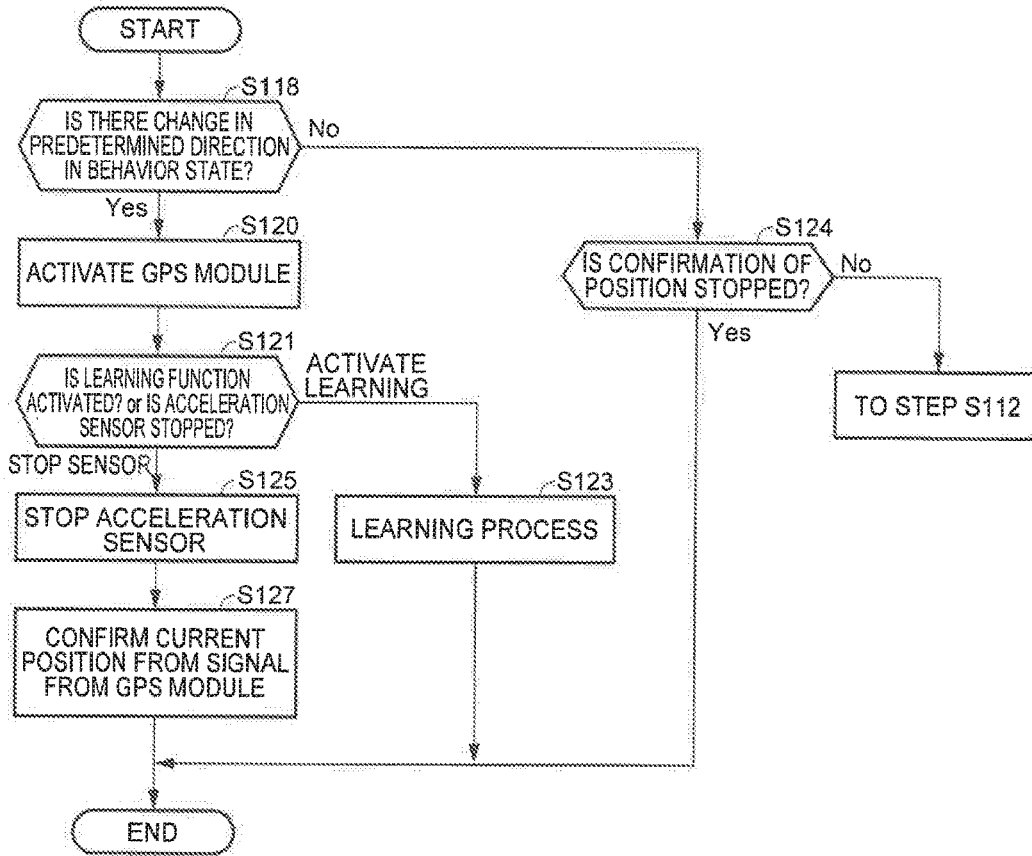 START
S118
IS THERE CHANGE IN
PREDETERMINED DIRECTION
IN BEHAVIOR STATE?
No
Yes
S120
ACTIVATE GPS MODULE
S124
IS CONFIRMATION OF
POSITION STOPPED?
No
Yes
TO STEP S112
S121
IS LEARNING FUNCTION
ACTIVATED? or IS ACCELERATION
SENSOR STOPPED?
ACTIVATE
LEARNING
STOP SENSOR
S125
STOP ACCELERATION
SENSOR
S123
LEARNING PROCESS
S127
CONFIRM CURRENT
POSITION FROM SIGNAL
FROM GPS MODULE
END